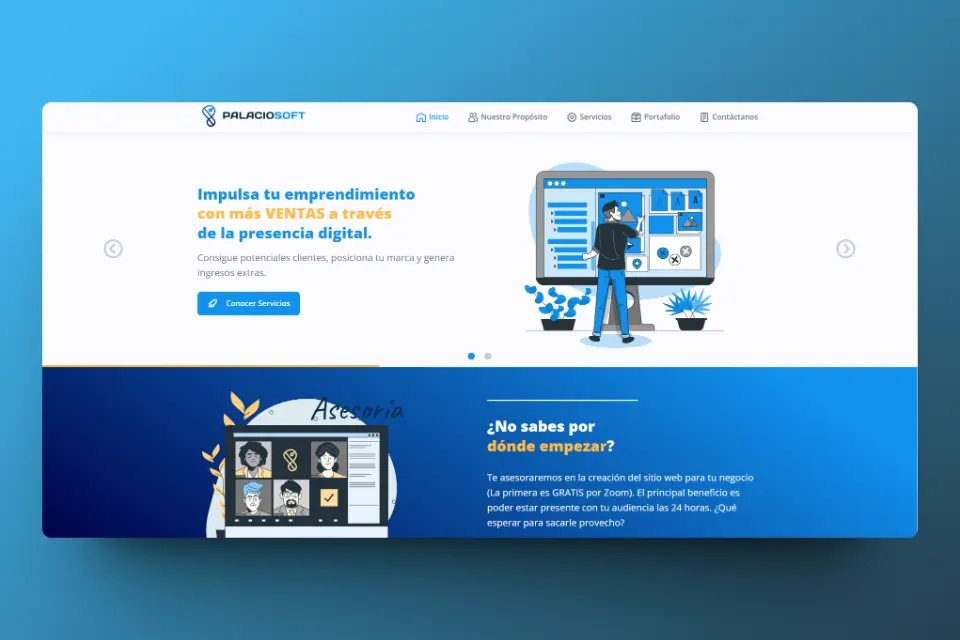 PALACIOSOFT
Inicio
Nuestro Propósito
Servicios
Portafolio
Contáctanos
Impulsa tu emprendimiento
con más VENTAS a través
de la presencia digital.
Consigue potenciales clientes, posiciona tu marca y genera
ingresos extras.
Conocer Servicios
A A A
Asesoría
¿No sabes por
dónde empezar?
Te asesoraremos en la creación del sitio web para tu negocio
(La primera es GRATIS por Zoom). El principal beneficio es
poder estar presente con tu audiencia las 24 horas. ¿Qué
esperar para sacarle provecho?